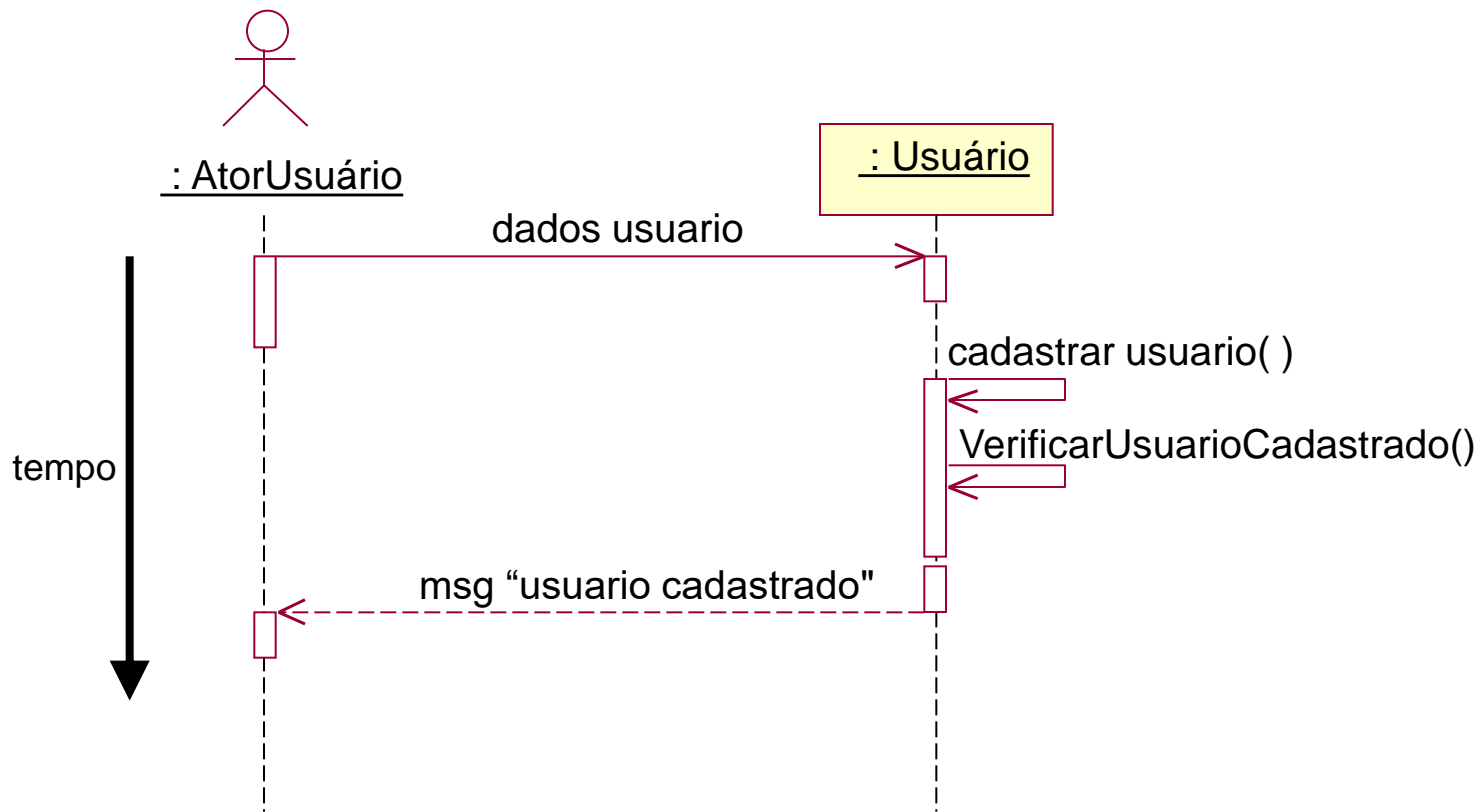 : AtorUsuário
: Usuário
dados usuario
cadastrar usuario( )
VerificarUsuarioCadastrado()
tempo
msg “usuario cadastrado"